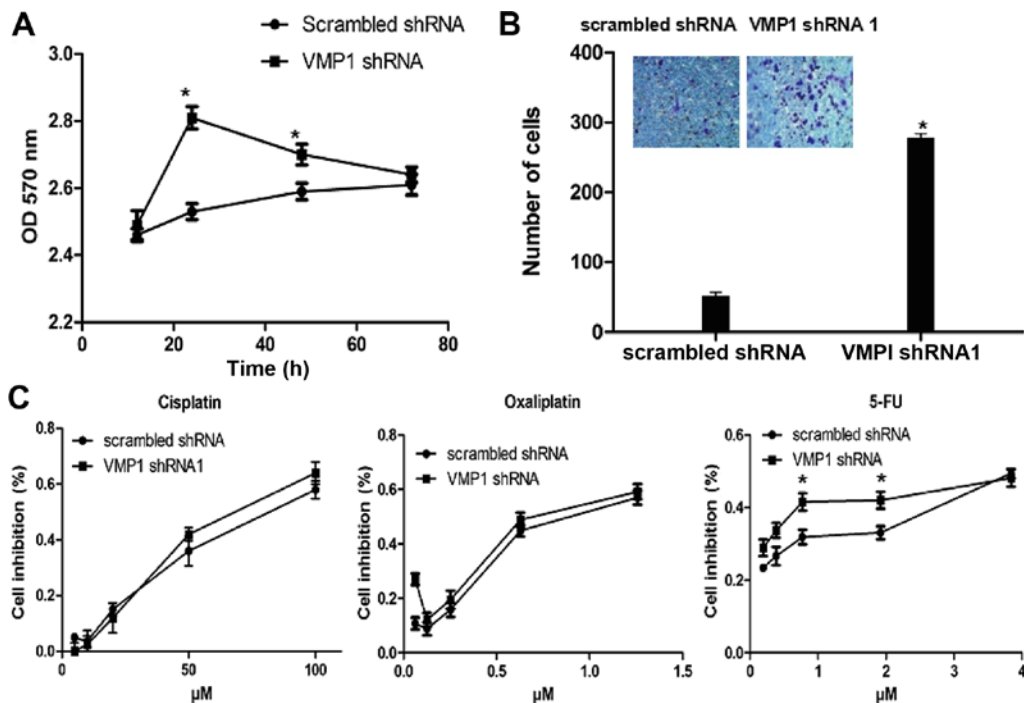 A
Scrambled shRNA
VMP1 shRNA
3.0
2.8
2.6
2.4
2.2
OD 570 nm
*
*
0 20 40 60 80
Time (h)
B
scrambled shRNA VMP1 shRNA 1
400
300
200
100
0
Number of cells
*
scrambled shRNA VMPI shRNA1
C
Cisplatin
scrambled shRNA
VMP1 shRNA1
0.8
0.6
0.4
0.2
0.0
Cell inhibition (%)
0 50 100
µM
Oxaliplatin
scrambled shRNA
VMP1 shRNA
0.8
0.6
0.4
0.2
0.0
Cell inhibition (%)
0.0 0.5 1.0 1.5
µM
5-FU
scrambled shRNA
VMP1 shRNA
0.6
0.4
0.2
0.0
Cell inhibition (%)
* *
0 1 2 3 4
µM